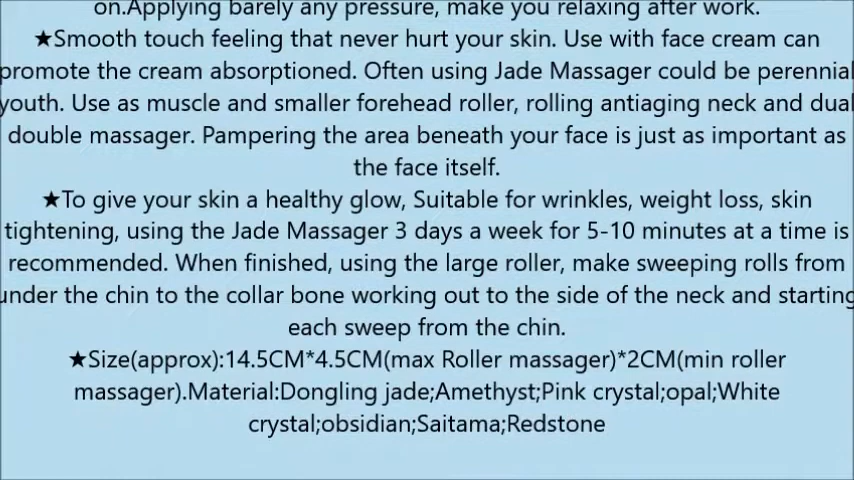 on.Applying barely any pressure, make you relaxing after work.
★Smooth touch feeling that never hurt your skin. Use with face cream can
promote the cream absorptioned. Often using Jade Massager could be perennial
youth. Use as muscle and smaller forehead roller, rolling antiaging neck and dual
double massager. Pampering the area beneath your face is just as important as
the face itself.
★To give your skin a healthy glow, Suitable for wrinkles, weight loss, skin
tightening, using the Jade Massager 3 days a week for 5-10 minutes at a time is
recommended. When finished, using the large roller, make sweeping rolls from
under the chin to the collar bone working out to the side of the neck and starting
each sweep from the chin.
★Size(approx):14.5CM*4.5CM(max Roller massager)*2CM(min roller
massager).Material:Dongling jade;Amethyst;Pink crystal;opal;White
crystal;obsidian;Saitama;Redstone